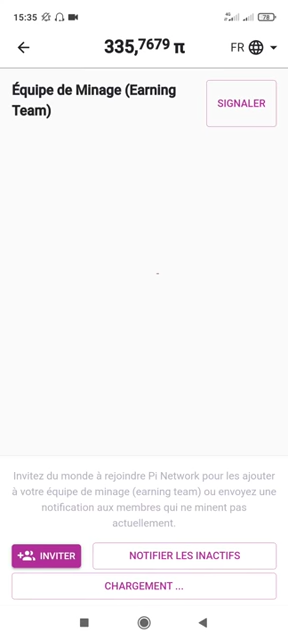 15:35 4G 78
335,7679 π FR
Équipe de Minage (Earning
Team)
SIGNALER
Invitez du monde à rejoindre Pi Network pour les ajouter
à votre équipe de minage (earning team) ou envoyez une
notification aux membres qui ne minent pas
actuellement.
INVITER
NOTIFIER LES INACTIFS
CHARGEMENT ...